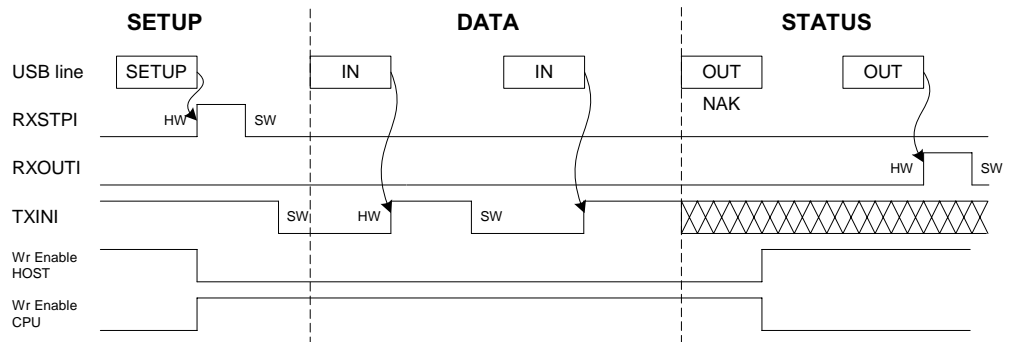 SETUP DATA STATUS
USB line SETUP IN IN OUT OUT
NAK
RXSTPI HW SW
RXOUTI HW SW
TXINI SW HW SW
Wr Enable
HOST
Wr Enable
CPU